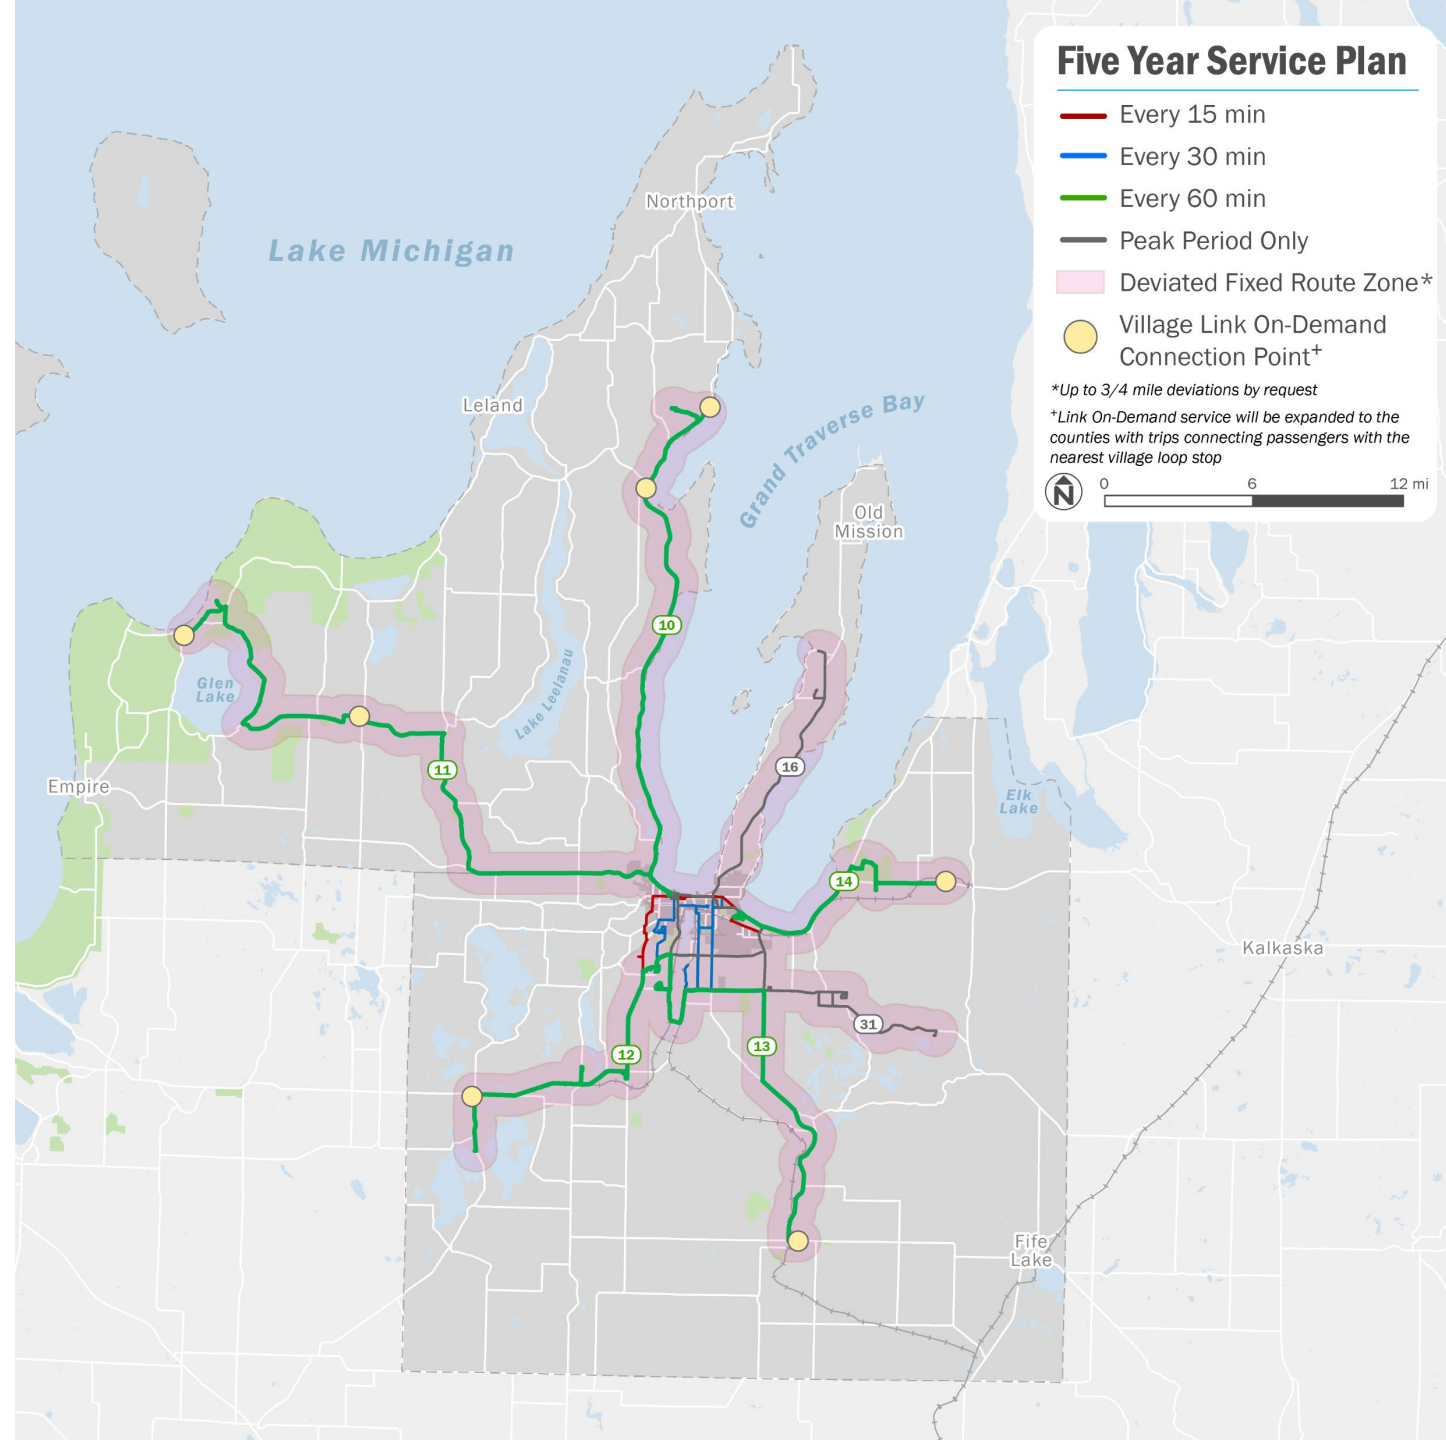 Five Year Service Plan
Every 15 min
Every 30 min
Every 60 min
Peak Period Only
Deviated Fixed Route Zone*
Village Link On-Demand
Connection Point+
*Up to 3/4 mile deviations by request
+Link On-Demand service will be expanded to the
counties with trips connecting passengers with the
nearest village loop stop
N
0 6 12 mi
Northport
Lake Michigan
Leland
Grand Traverse Bay
Old
Mission
10
Glen
Lake
Lake Leelanau
11
16
Empire
Elk
Lake
14
Kalkaska
31
12
13
Fife
Lake